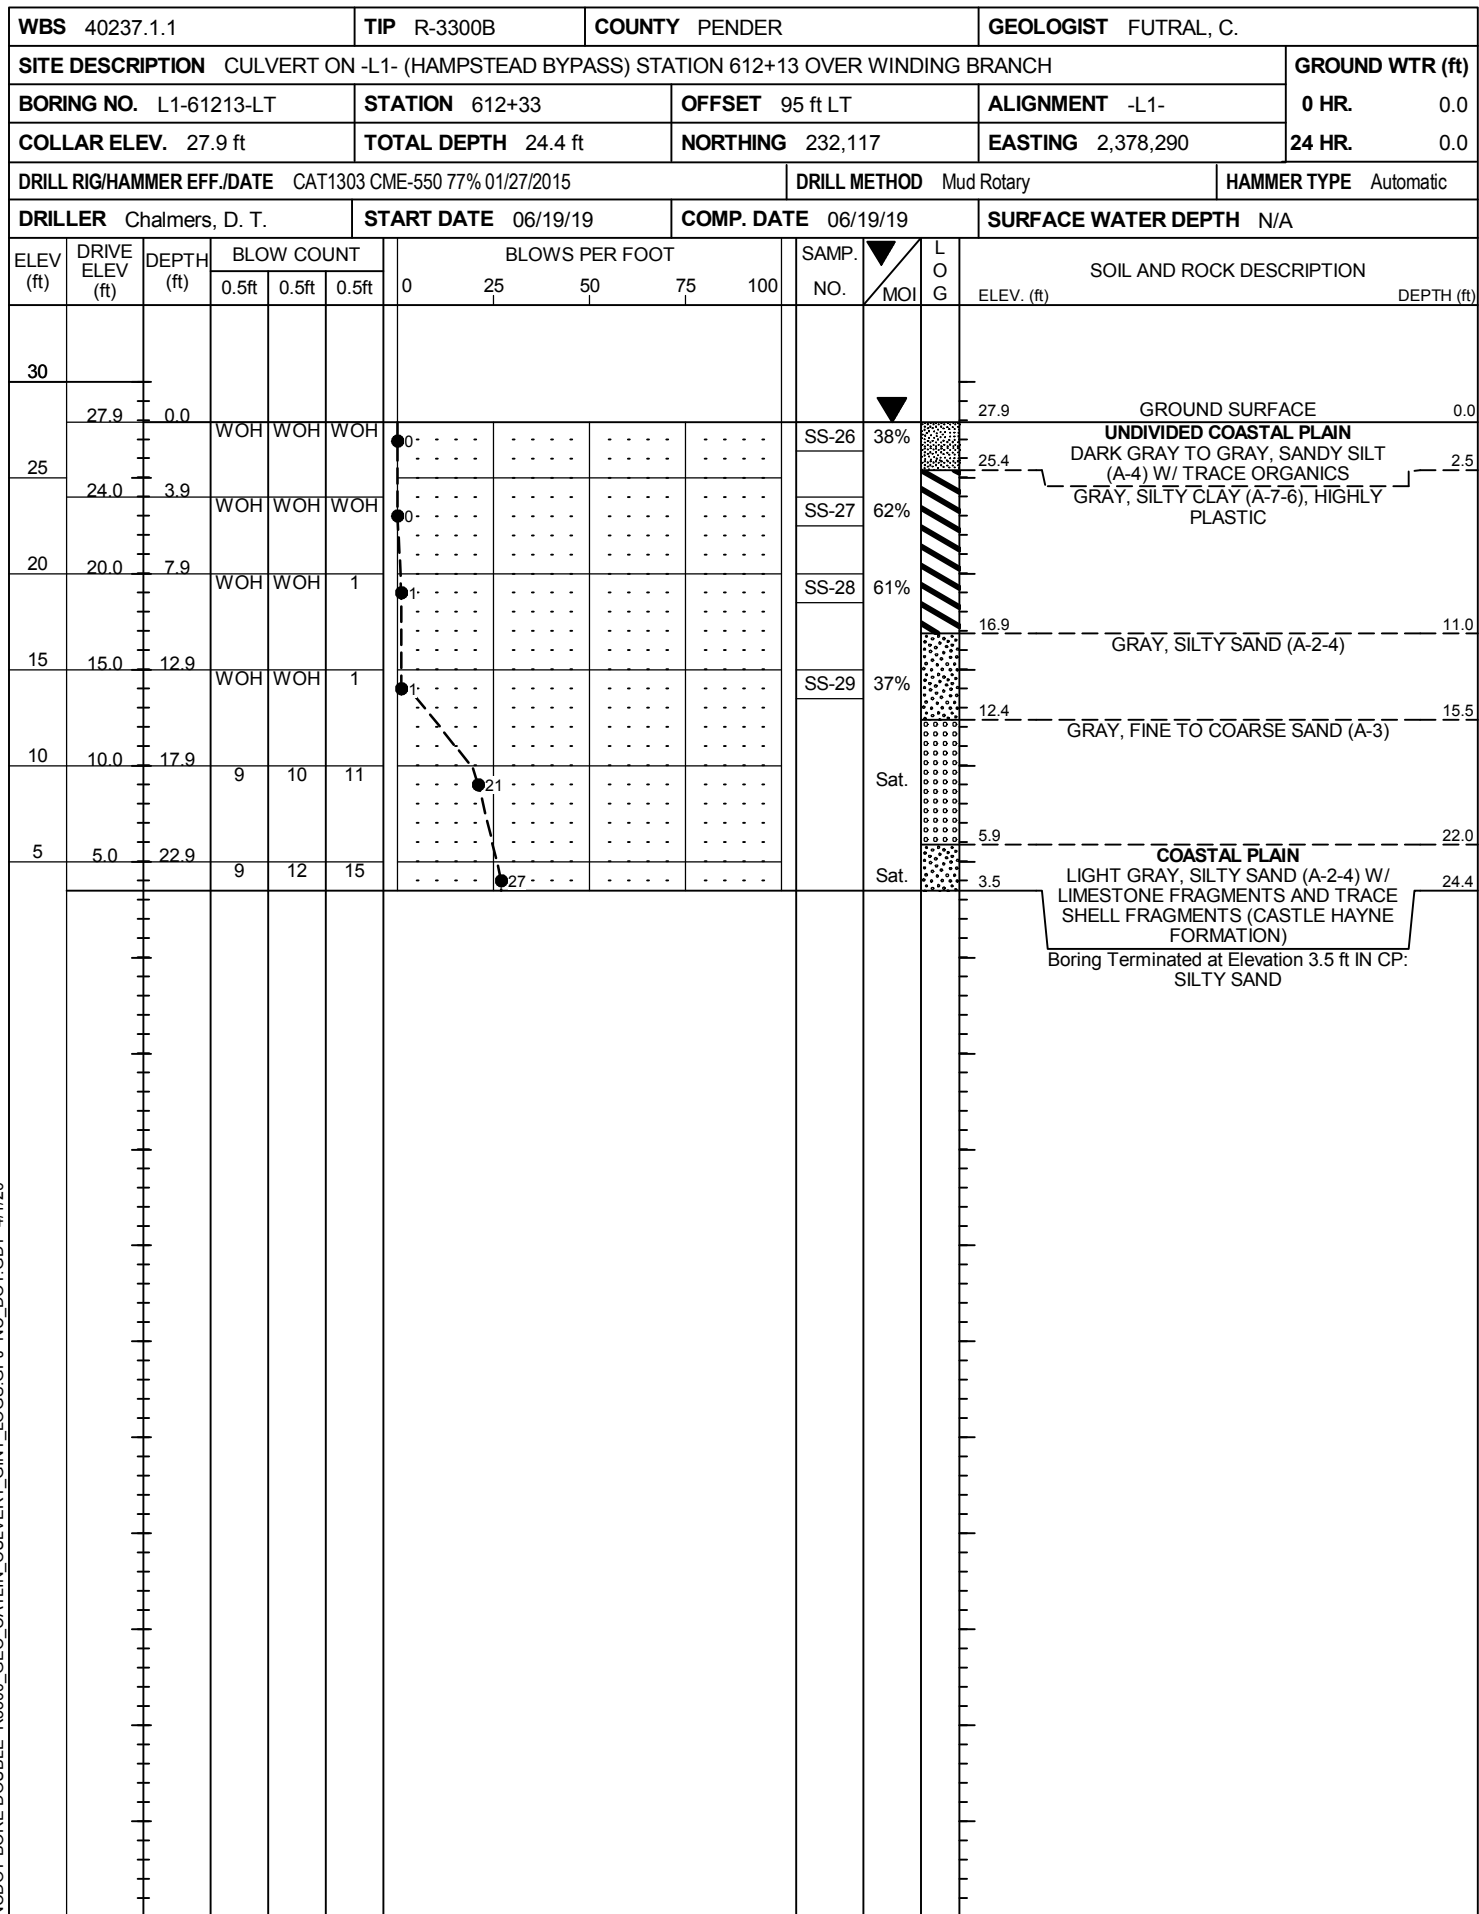 WBS 40237.1.1 TIP R-3300B COUNTY PENDER GEOLOGIST FUTRAL, C.
SITE DESCRIPTION CULVERT ON -L1- (HAMPSTEAD BYPASS) STATION 612+13 OVER WINDING BRANCH GROUND WTR (ft)
BORING NO. L1-61213-LT STATION 612+33 OFFSET 95 ft LT ALIGNMENT -L1- 0 HR. 0.0
COLLAR ELEV. 27.9 ft TOTAL DEPTH 24.4 ft NORTHING 232,117 EASTING 2,378,290 24 HR. 0.0
DRILL RIG/HAMMER EFF./DATE CAT1303 CME-550 77% 01/27/2015 DRILL METHOD Mud Rotary HAMMER TYPE Automatic
DRILLER Chalmers, D. T. START DATE 06/19/19 COMP. DATE 06/19/19 SURFACE WATER DEPTH N/A
ELEV (ft) DRIVE ELEV (ft) DEPTH (ft) BLOW COUNT BLOWS PER FOOT SAMP. NO. MOI LOG SOIL AND ROCK DESCRIPTION
0.5ft 0.5ft 0.5ft 0 25 50 75 100 ELEV. (ft) DEPTH (ft)
30
27.9 0.0 27.9 GROUND SURFACE 0.0
WOH WOH WOH 0 SS-26 38% UNDIVIDED COASTAL PLAIN
DARK GRAY TO GRAY, SANDY SILT
25 25.4 (A-4) W/ TRACE ORGANICS 2.5
24.0 3.9 GRAY, SILTY CLAY (A-7-6), HIGHLY
WOH WOH WOH 0 SS-27 62% PLASTIC
20 20.0 7.9
WOH WOH 1 1 SS-28 61%
16.9 11.0
GRAY, SILTY SAND (A-2-4)
15 15.0 12.9
WOH WOH 1 1 SS-29 37%
12.4 15.5
GRAY, FINE TO COARSE SAND (A-3)
10 10.0 17.9
9 10 11 21 Sat.
5.9 22.0
5 5.0 22.9 COASTAL PLAIN
9 12 15 27 Sat. LIGHT GRAY, SILTY SAND (A-2-4) W/
3.5 LIMESTONE FRAGMENTS AND TRACE 24.4
SHELL FRAGMENTS (CASTLE HAYNE
FORMATION)
Boring Terminated at Elevation 3.5 ft IN CP:
SILTY SAND